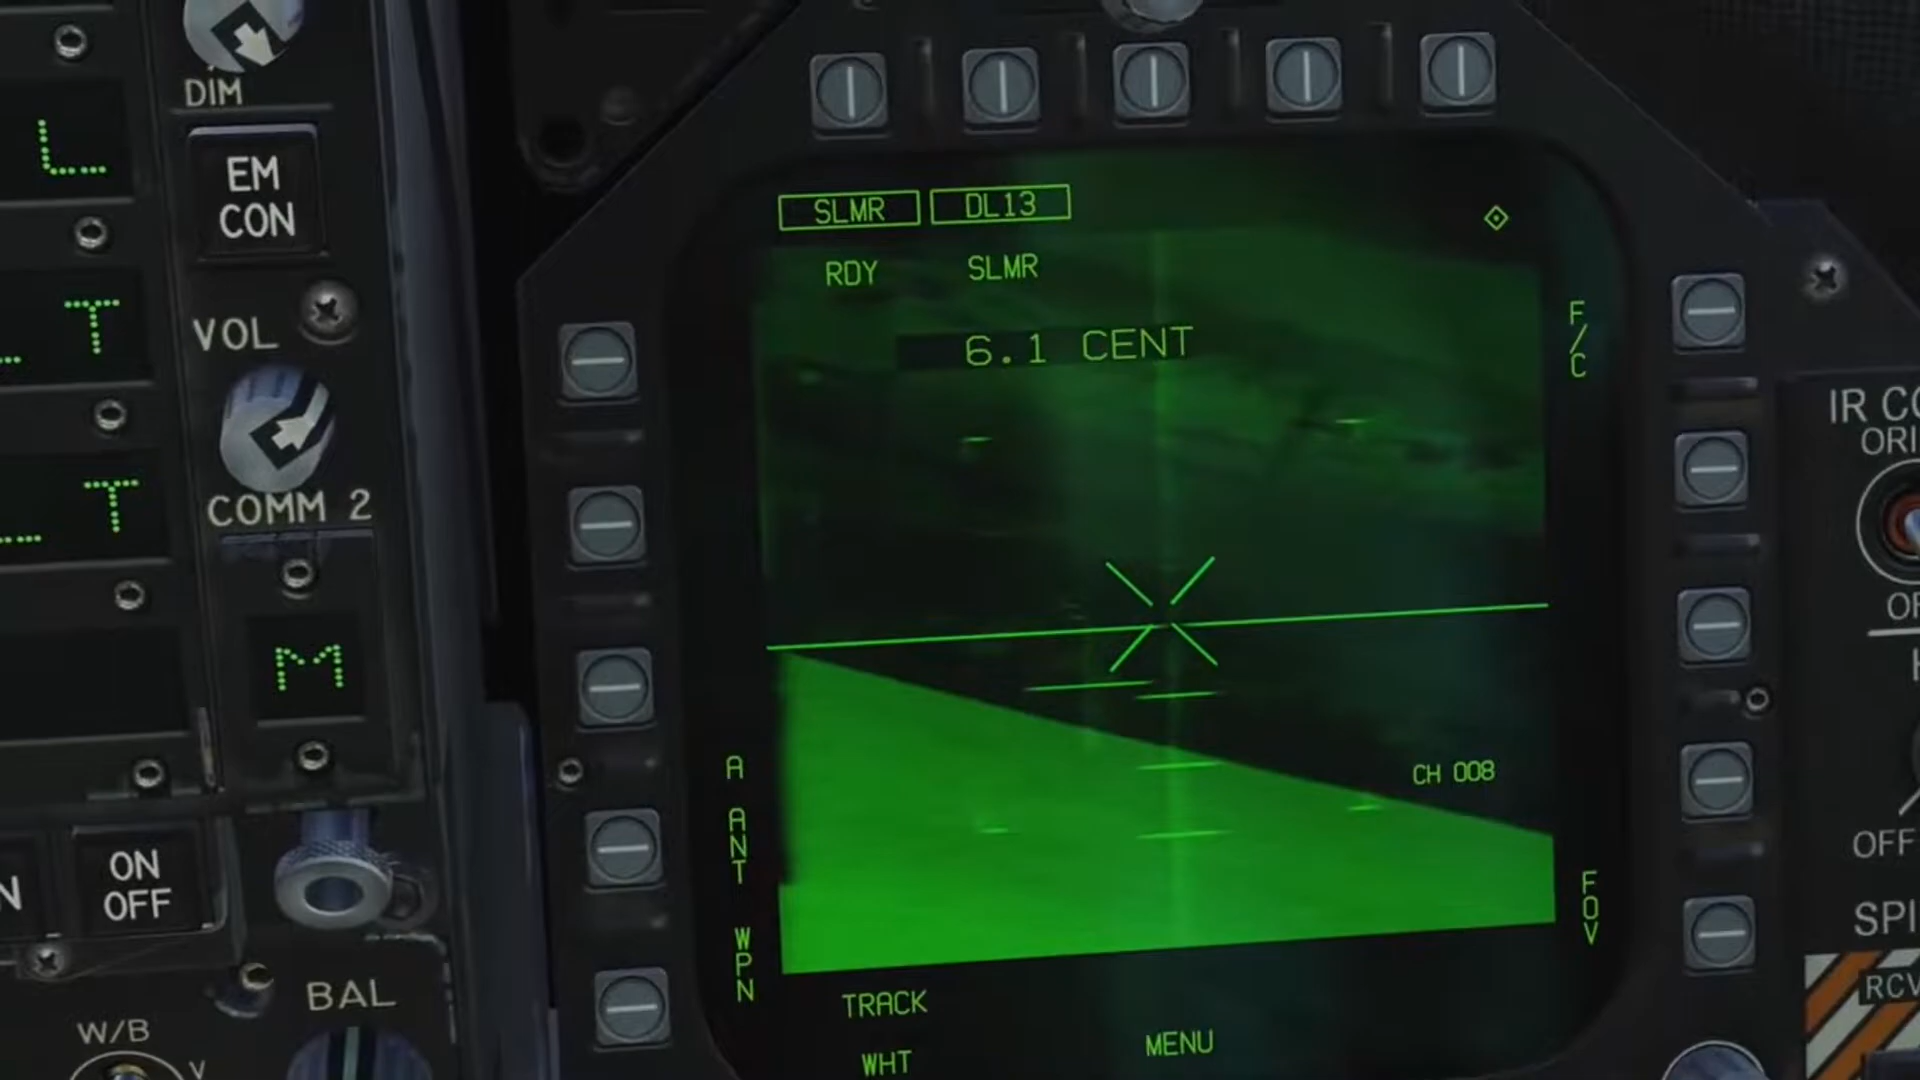 DIM
L
EM
CON
T
VOL
T
COMM 2
M
ON
OFF
N
BAL
W/B
V
SLMR DL13
RDY SLMR
6.1 CENT
F/C
CH 008
A
ANT
WPN
FOV
TRACK
WHT
MENU
IR CO
ORI
OF
H
OFF
SPI
RCV